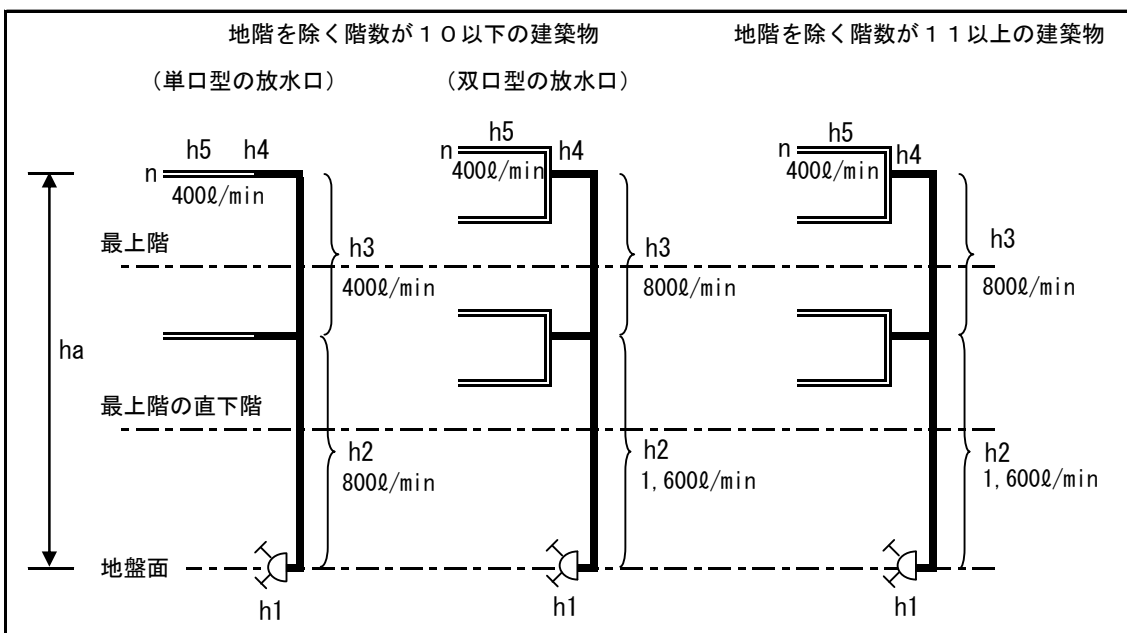 地階を除く階数が１０以下の建築物
地階を除く階数が１１以上の建築物
（単口型の放水口）
（双口型の放水口）
h5
h4
n
400ℓ/min
h5
h4
n
400ℓ/min
h5
h4
n
400ℓ/min
最上階
h3
400ℓ/min
h3
800ℓ/min
h3
800ℓ/min
ha
最上階の直下階
h2
800ℓ/min
h2
1,600ℓ/min
h2
1,600ℓ/min
地盤面
h1
h1
h1